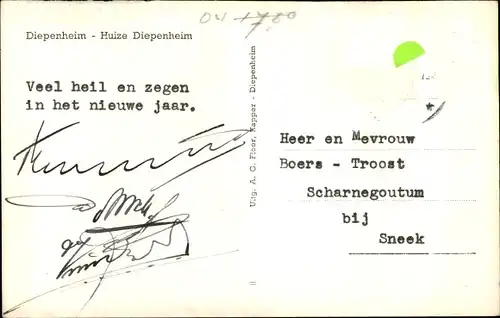 Diepenheim - Huize Diepenheim
Veel heil en zegen
in het nieuwe jaar.
Uitg. A. G. Floor, Kapper - Diepenheim
Heer en Mevrouw
Boers - Troost
Scharnegoutum
bij
Sneek